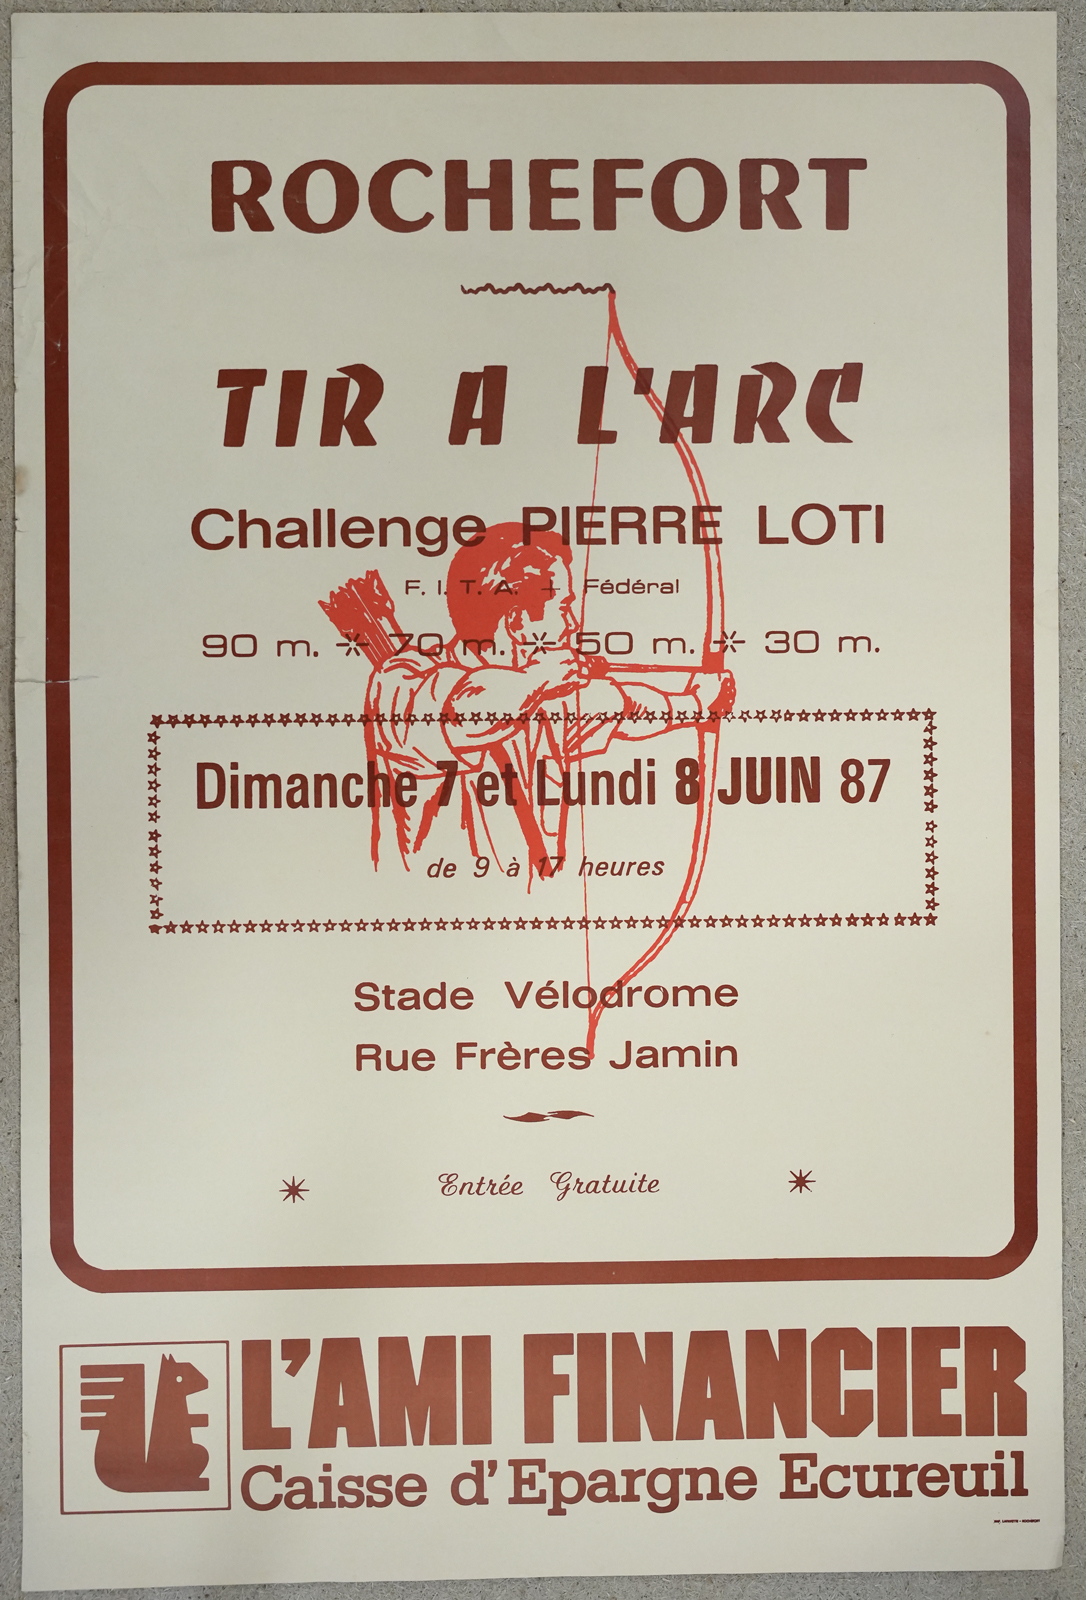 ROCHEFORT
TIR A L'ARC
Challenge PIERRE LOTI
F. I. T. A. + Fédéral
90 m. * 70 m. * 50 m. * 30 m.
Dimanche 7 et Lundi 8 JUIN 87
de 9 à 17 heures
Stade Vélodrome
Rue Frères Jamin
Entrée Gratuite
L'AMI FINANCIER
Caisse d'Epargne Ecureuil